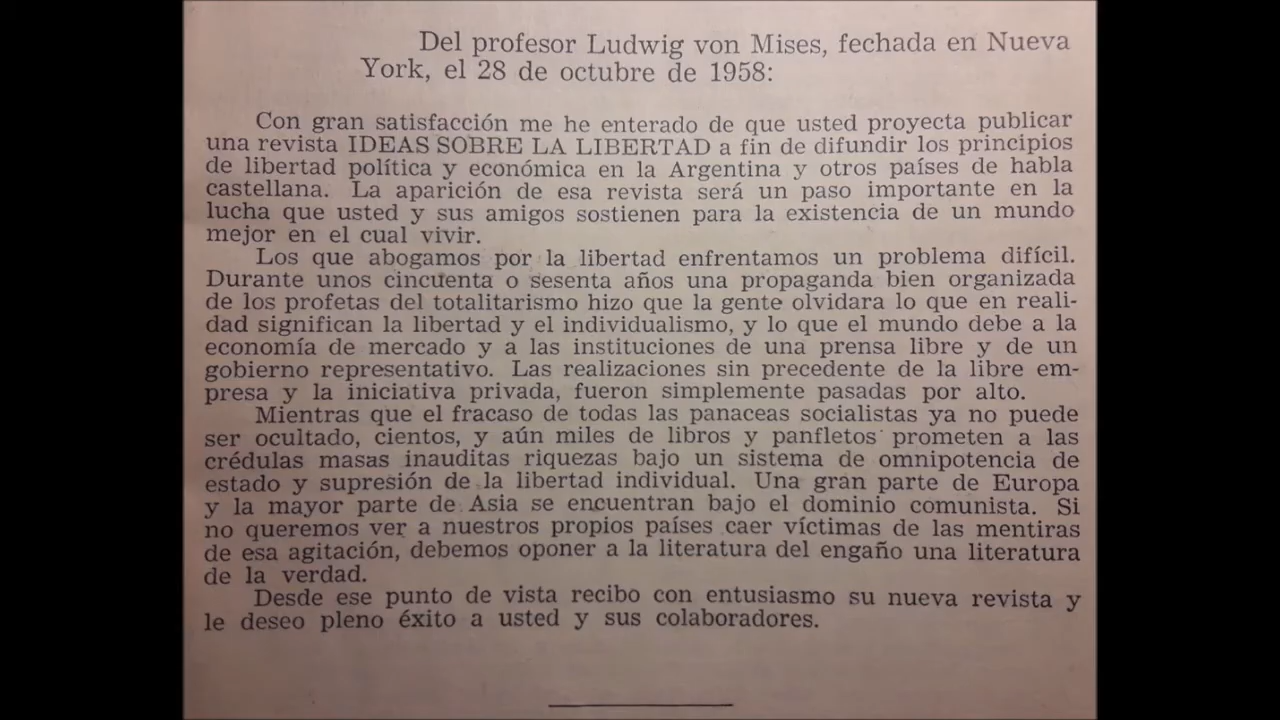 Del profesor Ludwig von Mises, fechada en Nueva
York, el 28 de octubre de 1958:
Con gran satisfacción me he enterado de que usted proyecta publicar
una revista IDEAS SOBRE LA LIBERTAD a fin de difundir los principios
de libertad política y económica en la Argentina y otros países de habla
castellana. La aparición de esa revista será un paso importante en la
lucha que usted y sus amigos sostienen para la existencia de un mundo
mejor en el cual vivir.
Los que abogamos por la libertad enfrentamos un problema difícil.
Durante unos cincuenta o sesenta años una propaganda bien organizada
de los profetas del totalitarismo hizo que la gente olvidara lo que en reali-
dad significan la libertad y el individualismo, y lo que el mundo debe a la
economía de mercado y a las instituciones de una prensa libre y de un
gobierno representativo. Las realizaciones sin precedente de la libre em-
presa y la iniciativa privada, fueron simplemente pasadas por alto.
Mientras que el fracaso de todas las panaceas socialistas ya no puede
ser ocultado, cientos, y aún miles de libros y panfletos prometen a las
crédulas masas inauditas riquezas bajo un sistema de omnipotencia de
estado y supresión de la libertad individual. Una gran parte de Europa
y la mayor parte de Asia se encuentran bajo el dominio comunista. Si
no queremos ver a nuestros propios países caer víctimas de las mentiras
de esa agitación, debemos oponer a la literatura del engaño una literatura
de la verdad.
Desde ese punto de vista recibo con entusiasmo su nueva revista y
le deseo pleno éxito a usted y sus colaboradores.